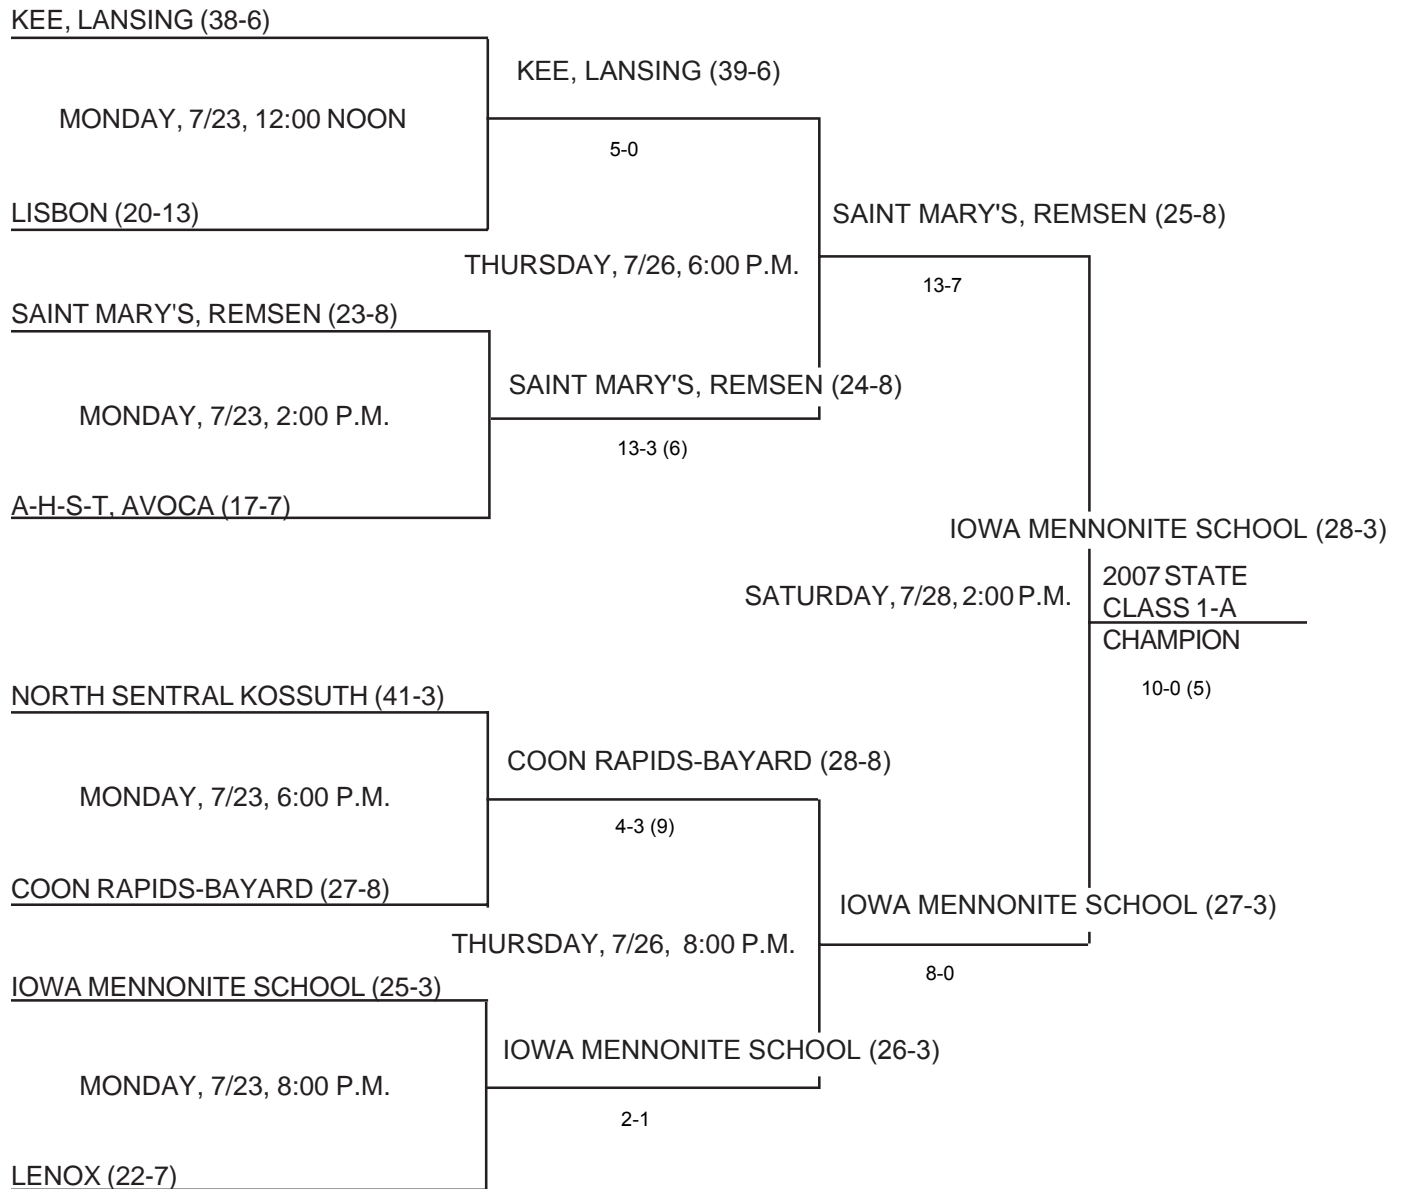 KEE, LANSING (38-6)
KEE, LANSING (39-6)
MONDAY, 7/23, 12:00 NOON
5-0
LISBON (20-13)
SAINT MARY'S, REMSEN (25-8)
THURSDAY, 7/26, 6:00 P.M.
13-7
SAINT MARY'S, REMSEN (23-8)
SAINT MARY'S, REMSEN (24-8)
MONDAY, 7/23, 2:00 P.M.
13-3 (6)
A-H-S-T, AVOCA (17-7)
IOWA MENNONITE SCHOOL (28-3)
SATURDAY, 7/28, 2:00 P.M.
2007 STATE
CLASS 1-A
CHAMPION
10-0 (5)
NORTH SENTRAL KOSSUTH (41-3)
COON RAPIDS-BAYARD (28-8)
MONDAY, 7/23, 6:00 P.M.
4-3 (9)
COON RAPIDS-BAYARD (27-8)
IOWA MENNONITE SCHOOL (27-3)
THURSDAY, 7/26, 8:00 P.M.
8-0
IOWA MENNONITE SCHOOL (25-3)
IOWA MENNONITE SCHOOL (26-3)
MONDAY, 7/23, 8:00 P.M.
2-1
LENOX (22-7)